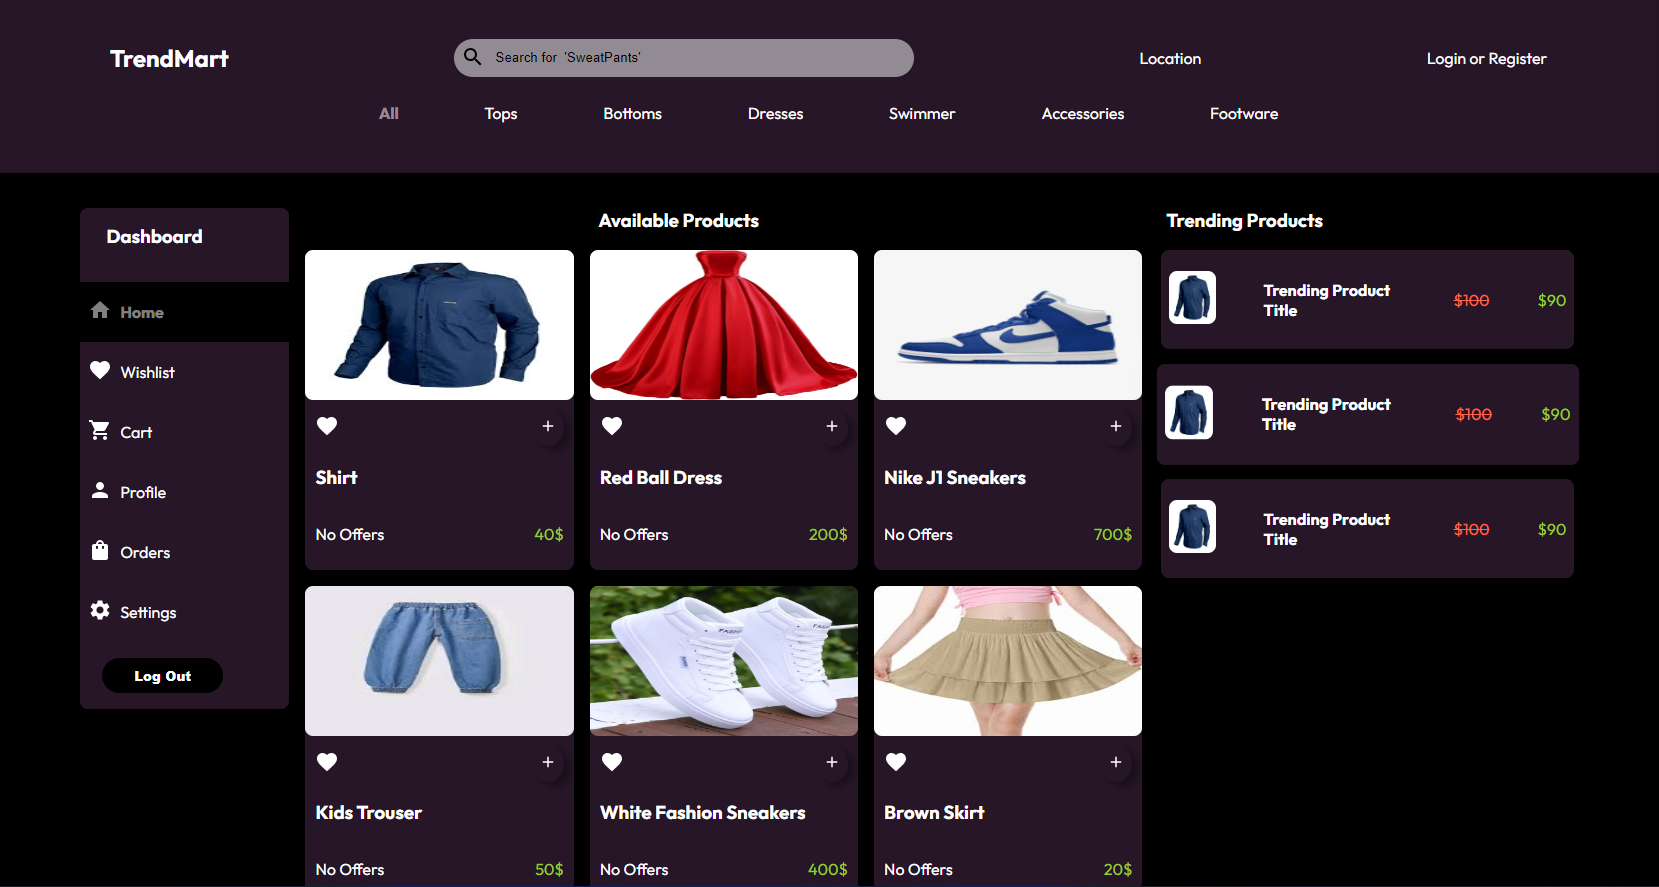 TrendMart
Search for 'SweatPants'
Location
Login or Register
All
Tops
Bottoms
Dresses
Swimmer
Accessories
Footware
Dashboard
Home
Wishlist
Cart
Profile
Orders
Settings
Log Out
Available Products
+
Shirt
No Offers
40$
+
Red Ball Dress
No Offers
200$
+
Nike J1 Sneakers
No Offers
700$
+
Kids Trouser
No Offers
50$
FASHION
+
White Fashion Sneakers
No Offers
400$
+
Brown Skirt
No Offers
20$
Trending Products
Trending Product
Title
$100
$90
Trending Product
Title
$100
$90
Trending Product
Title
$100
$90